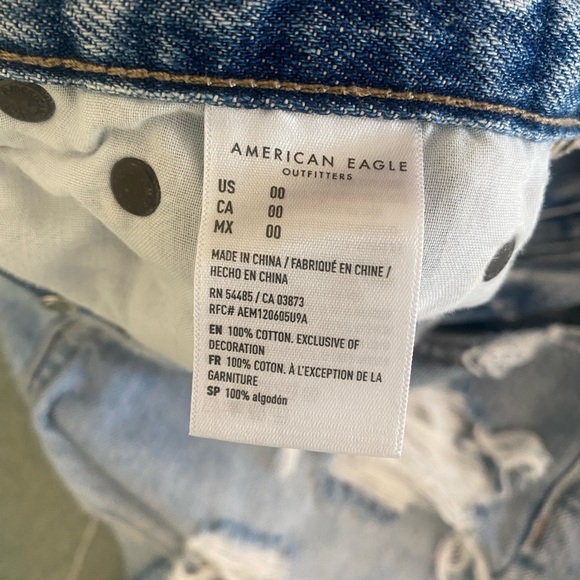 AMERICAN EAGLE
OUTFITTERS
US 00
CA 00
MX 00
MADE IN CHINA / FABRIQUÉ EN CHINE /
HECHO EN CHINA
RN 54485 / CA 03873
RFC# AEM120605U9A
EN 100% COTTON. EXCLUSIVE OF
DECORATION
FR 100% COTON. À L'EXCEPTION DE LA
GARNITURE
SP 100% algodón